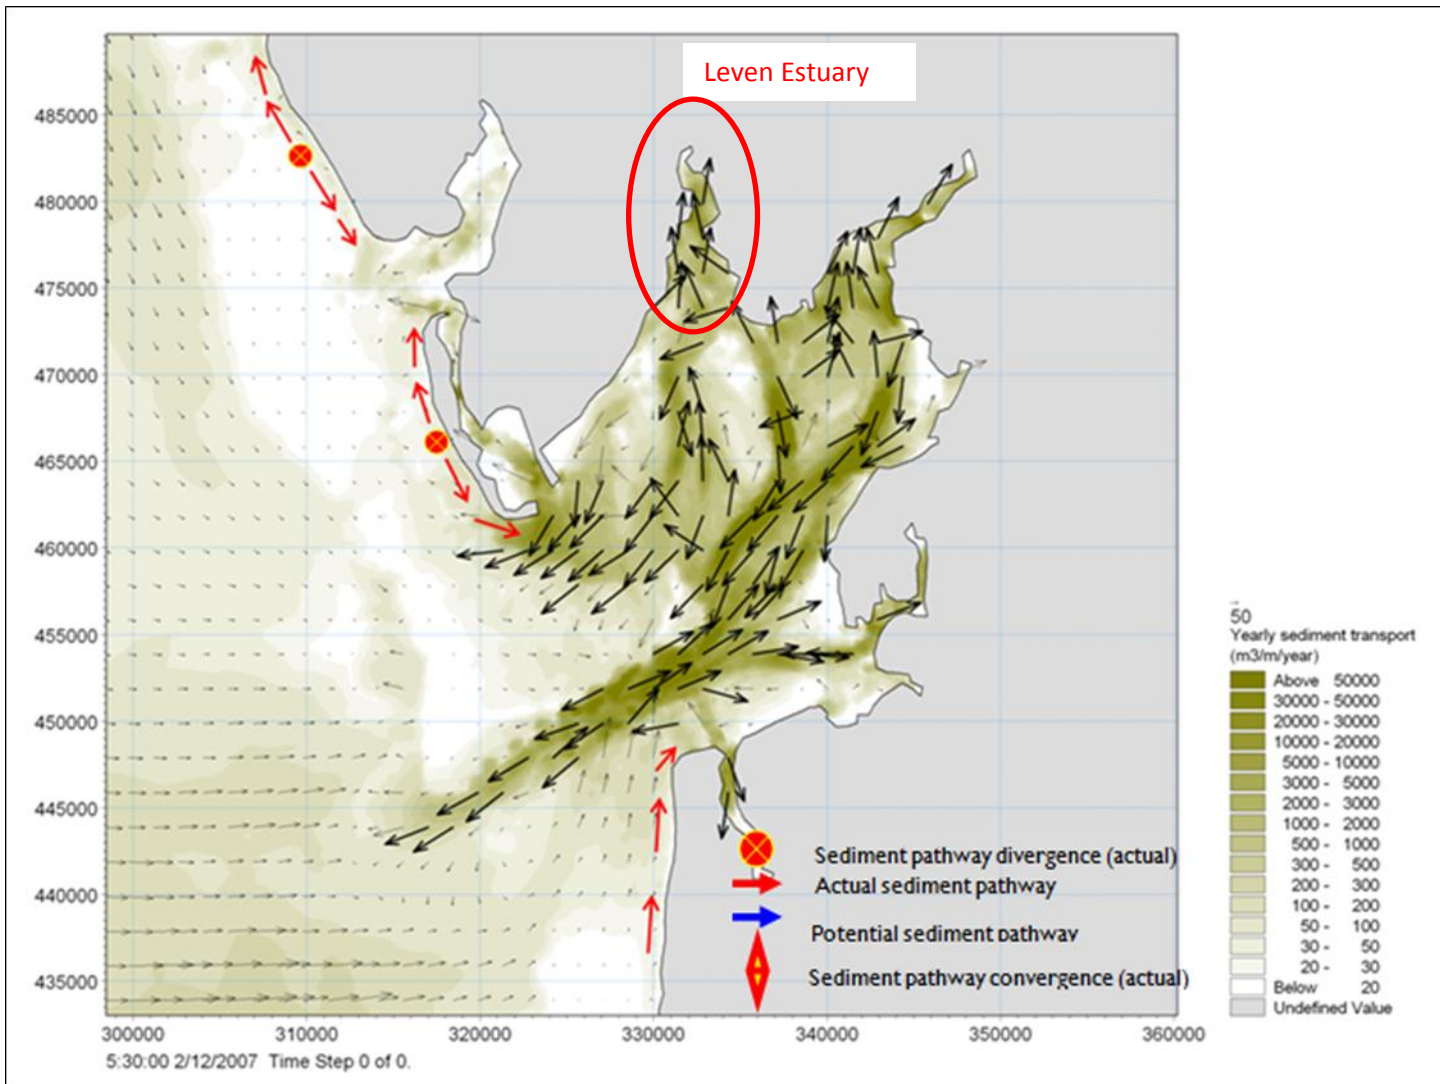 Leven Estuary
485000
480000
475000
470000
465000
460000
455000
450000
445000
440000
435000
300000 310000 320000 330000 340000 350000 360000
5:30:00 2/12/2007 Time Step 0 of 0.
Sediment pathway divergence (actual)
Actual sediment pathway
Potential sediment pathway
Sediment pathway convergence (actual)
50
Yearly sediment transport
(m3/m/year)
Above 50000
30000 - 50000
20000 - 30000
10000 - 20000
5000 - 10000
3000 - 5000
2000 - 3000
1000 - 2000
500 - 1000
300 - 500
200 - 300
100 - 200
50 - 100
30 - 50
20 - 30
Below 20
Undefined Value